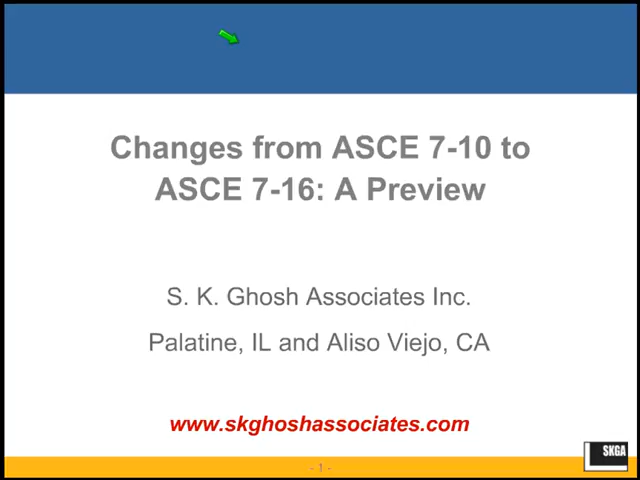 Changes from ASCE 7-10 to
ASCE 7-16: A Preview
S. K. Ghosh Associates Inc.
Palatine, IL and Aliso Viejo, CA
www.skghoshassociates.com
SKGA
- 1 -